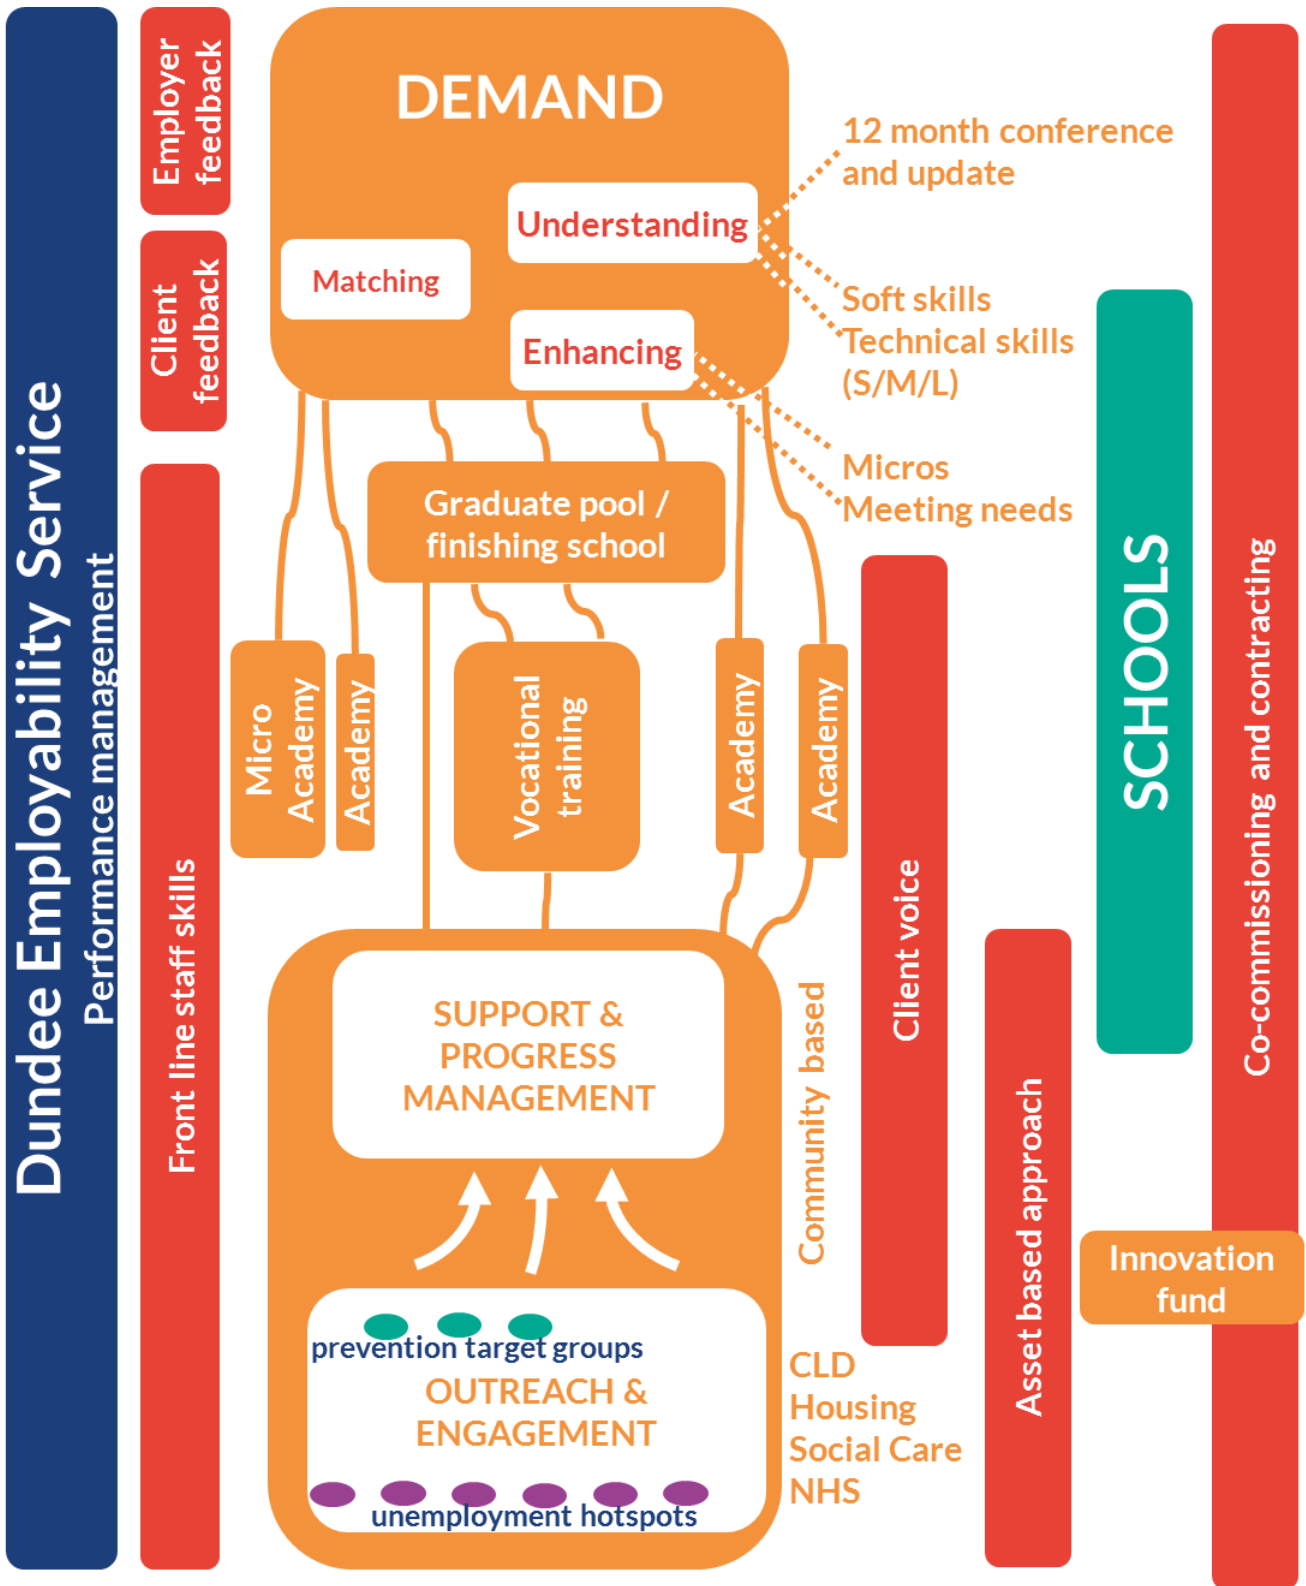 Dundee Employability Service
Performance management
Employer
feedback
Client
feedback
Front line staff skills
DEMAND
Understanding
Matching
Enhancing
12 month conference
and update
Soft skills
Technical skills
(S/M/L)
Micros
Meeting needs
Graduate pool /
finishing school
Micro
Academy
Academy
Vocational
training
Academy
Academy
SUPPORT &
PROGRESS
MANAGEMENT
Community based
prevention target groups
OUTREACH &
ENGAGEMENT
unemployment hotspots
CLD
Housing
Social Care
NHS
Client voice
Asset based approach
SCHOOLS
Co-commissioning and contracting
Innovation
fund